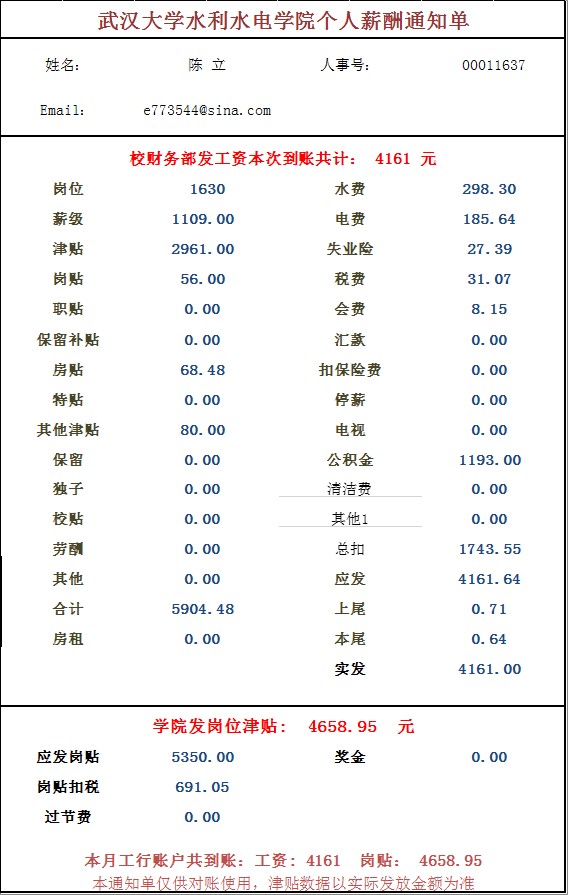 武汉大学水利水电学院个人薪酬通知单
姓名: 陈 立 人事号: 00011637
Email: e773544@sina.com
校财务部发工资本次到账共计: 4161 元
岗位 1630 水费 298.30
薪级 1109.00 电费 185.64
津贴 2961.00 失业险 27.39
岗贴 56.00 税费 31.07
职贴 0.00 会费 8.15
保留补贴 0.00 汇款 0.00
房贴 68.48 扣保险费 0.00
特贴 0.00 停薪 0.00
其他津贴 80.00 电视 0.00
保留 0.00 公积金 1193.00
独子 0.00 清洁费 0.00
校贴 0.00 其他1 0.00
劳酬 0.00 总扣 1743.55
其他 0.00 应发 4161.64
合计 5904.48 上尾 0.71
房租 0.00 本尾 0.64
实发 4161.00
学院发岗位津贴: 4658.95 元
应发岗贴 5350.00 奖金 0.00
岗贴扣税 691.05
过节费 0.00
本月工行账户共到账:工资: 4161 岗贴: 4658.95
本通知单仅供对账使用，津贴数据以实际发放金额为准